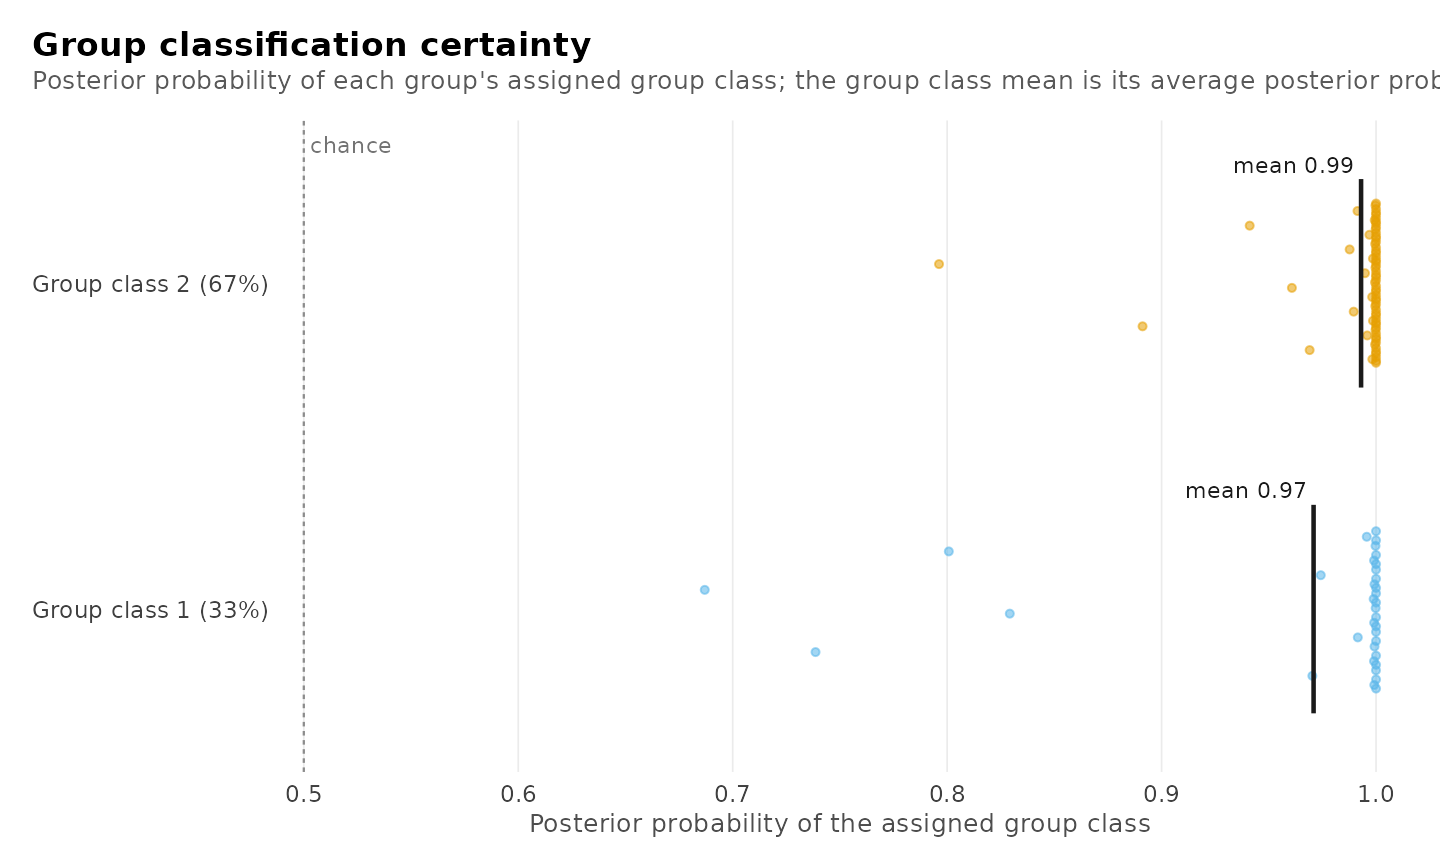 Group classification certainty
Posterior probability of each group's assigned group class; the group class mean is its average posterior prob
chance
mean 0.99
Group class 2 (67%)
mean 0.97
Group class 1 (33%)
0.5 0.6 0.7 0.8 0.9 1.0
Posterior probability of the assigned group class